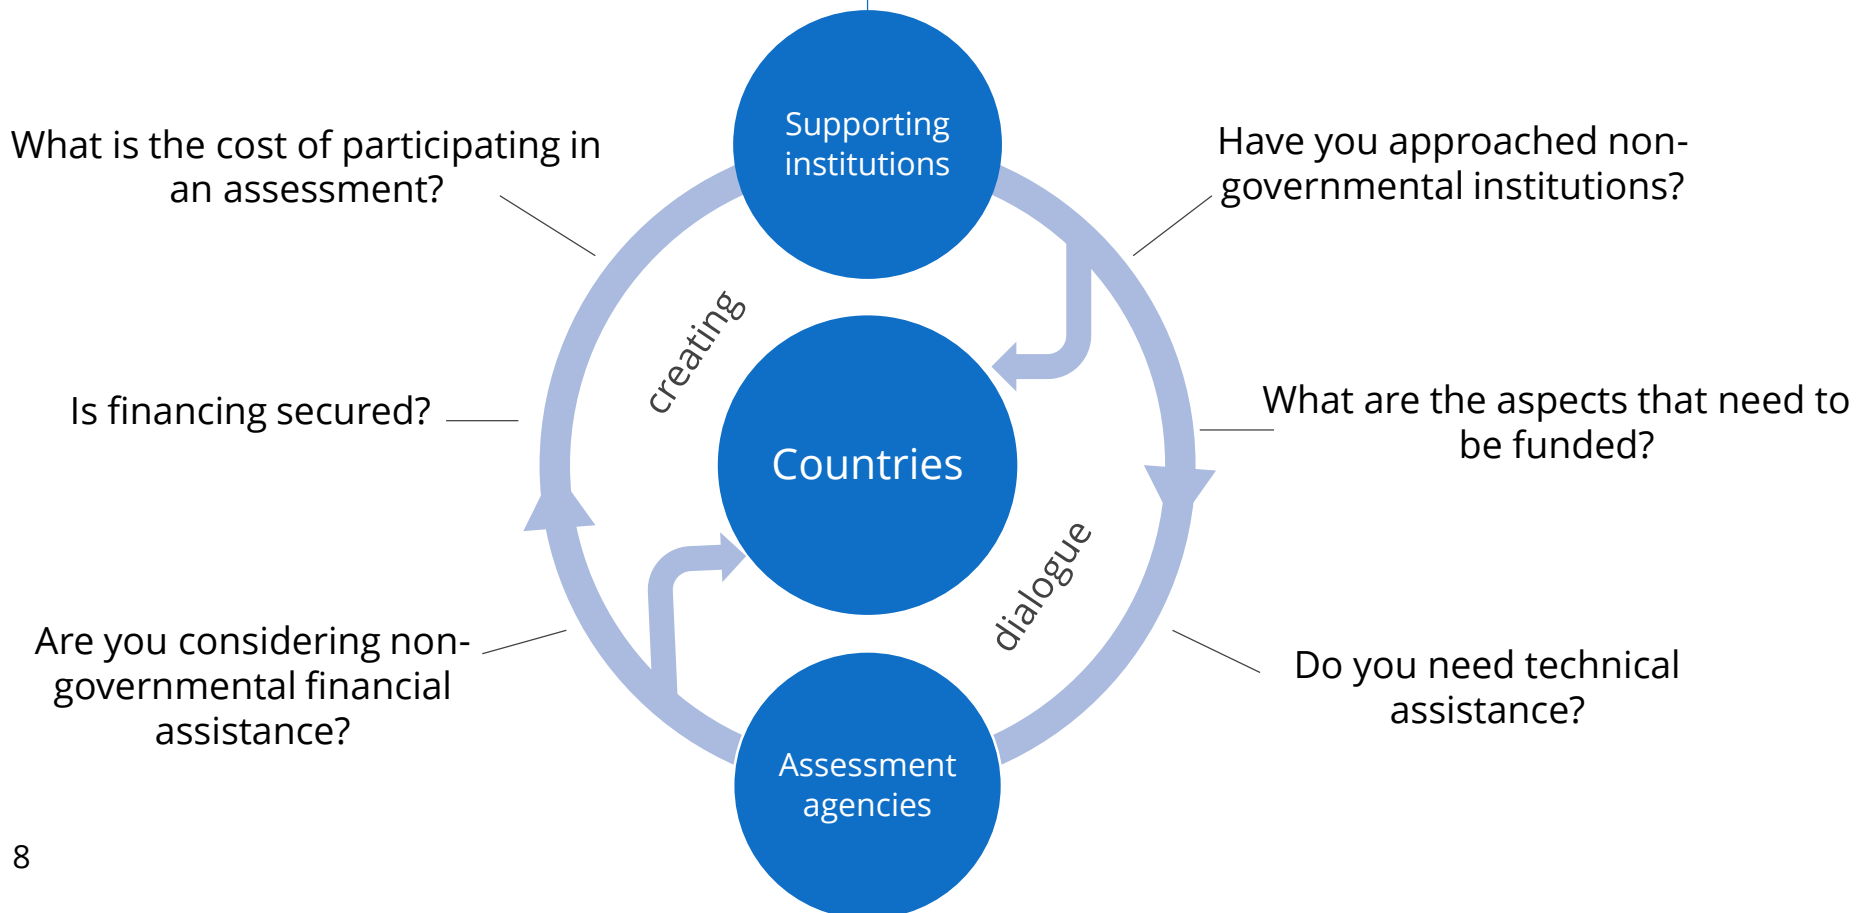 Supporting
institutions
What is the cost of participating in
an assessment?
Have you approached non-
governmental institutions?
creating
Is financing secured?
What are the aspects that need to
be funded?
Countries
dialogue
Are you considering non-
governmental financial
assistance?
Do you need technical
assistance?
Assessment
agencies
8